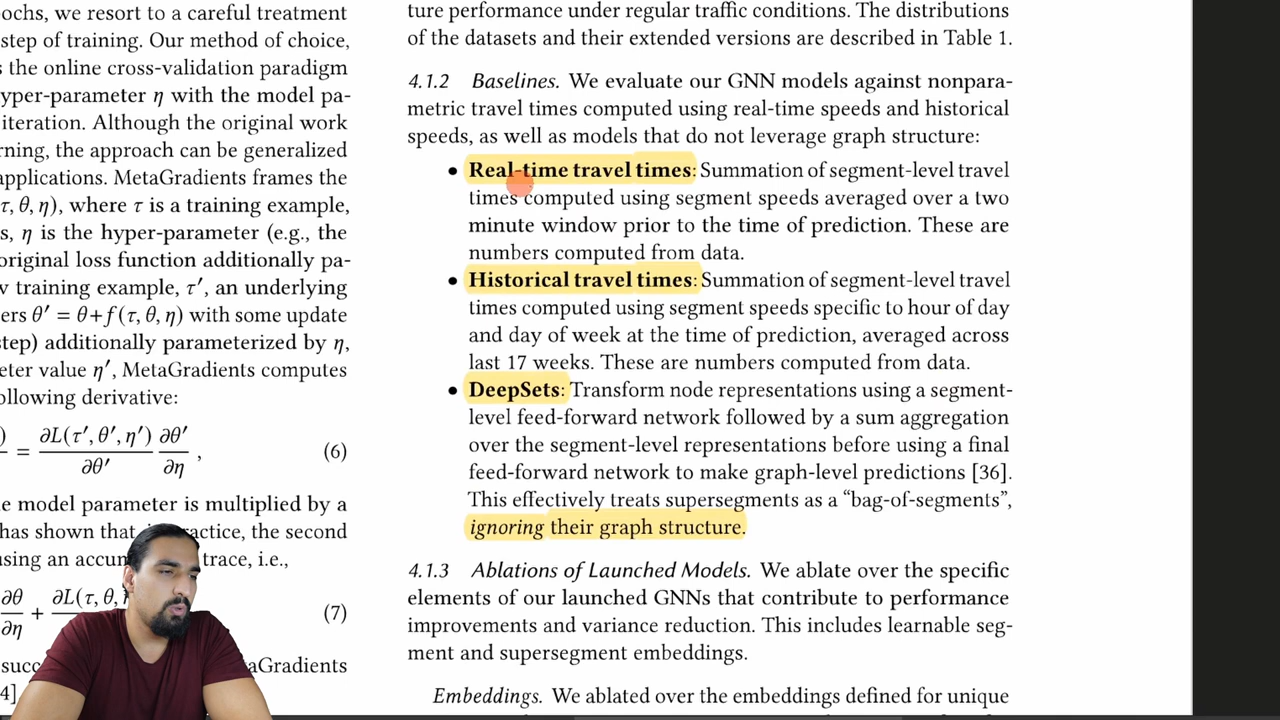 ochs, we resort to a careful treatment
step of training. Our method of choice,
s the online cross-validation paradigm
yper-parameter η with the model pa-
iteration. Although the original work
rning, the approach can be generalized
applications. MetaGradients frames the
τ, θ, η), where τ is a training example,
s, η is the hyper-parameter (e.g., the
original loss function additionally pa-
v training example, τ′, an underlying
ers θ′ = θ+f(τ, θ, η) with some update
step) additionally parameterized by η,
eter value η′, MetaGradients computes
ollowing derivative:
) = ∂L(τ′, θ′, η′)/∂θ′ ∂θ′/∂η , (6)
e model parameter is multiplied by a
has shown that in practice, the second
using an accum trace, i.e.,
∂θ/∂η + ∂L(τ, θ, (7)
succ aGradients
4]
ture performance under regular traffic conditions. The distributions
of the datasets and their extended versions are described in Table 1.
4.1.2 Baselines. We evaluate our GNN models against nonpara-
metric travel times computed using real-time speeds and historical
speeds, as well as models that do not leverage graph structure:
• Real-time travel times: Summation of segment-level travel
times computed using segment speeds averaged over a two
minute window prior to the time of prediction. These are
numbers computed from data.
• Historical travel times: Summation of segment-level travel
times computed using segment speeds specific to hour of day
and day of week at the time of prediction, averaged across
last 17 weeks. These are numbers computed from data.
• DeepSets: Transform node representations using a segment-
level feed-forward network followed by a sum aggregation
over the segment-level representations before using a final
feed-forward network to make graph-level predictions [36].
This effectively treats supersegments as a “bag-of-segments”,
ignoring their graph structure.
4.1.3 Ablations of Launched Models. We ablate over the specific
elements of our launched GNNs that contribute to performance
improvements and variance reduction. This includes learnable seg-
ment and supersegment embeddings.
Embeddings. We ablated over the embeddings defined for unique